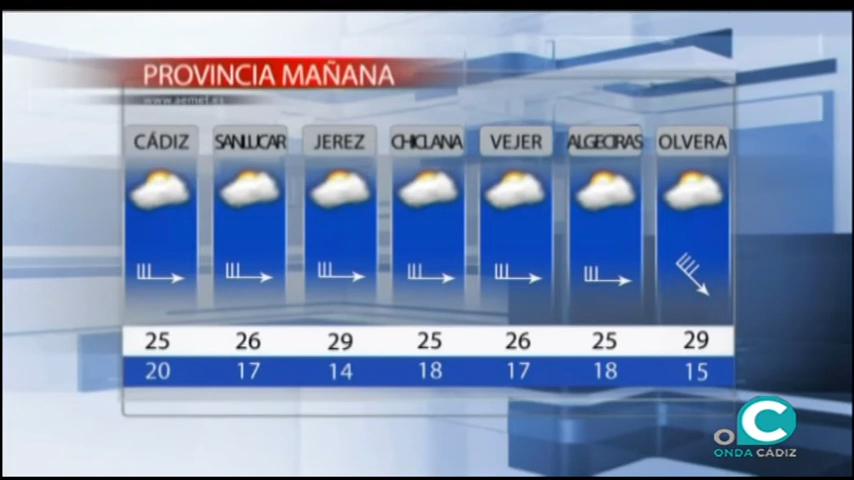 PROVINCIA MAÑANA
www.aemet.es
CÁDIZ SANLUCAR JEREZ CHICLANA VEJER ALGECIRAS OLVERA
25 26 29 25 26 25 29
20 17 14 18 17 18 15
ONDA CÁDIZ